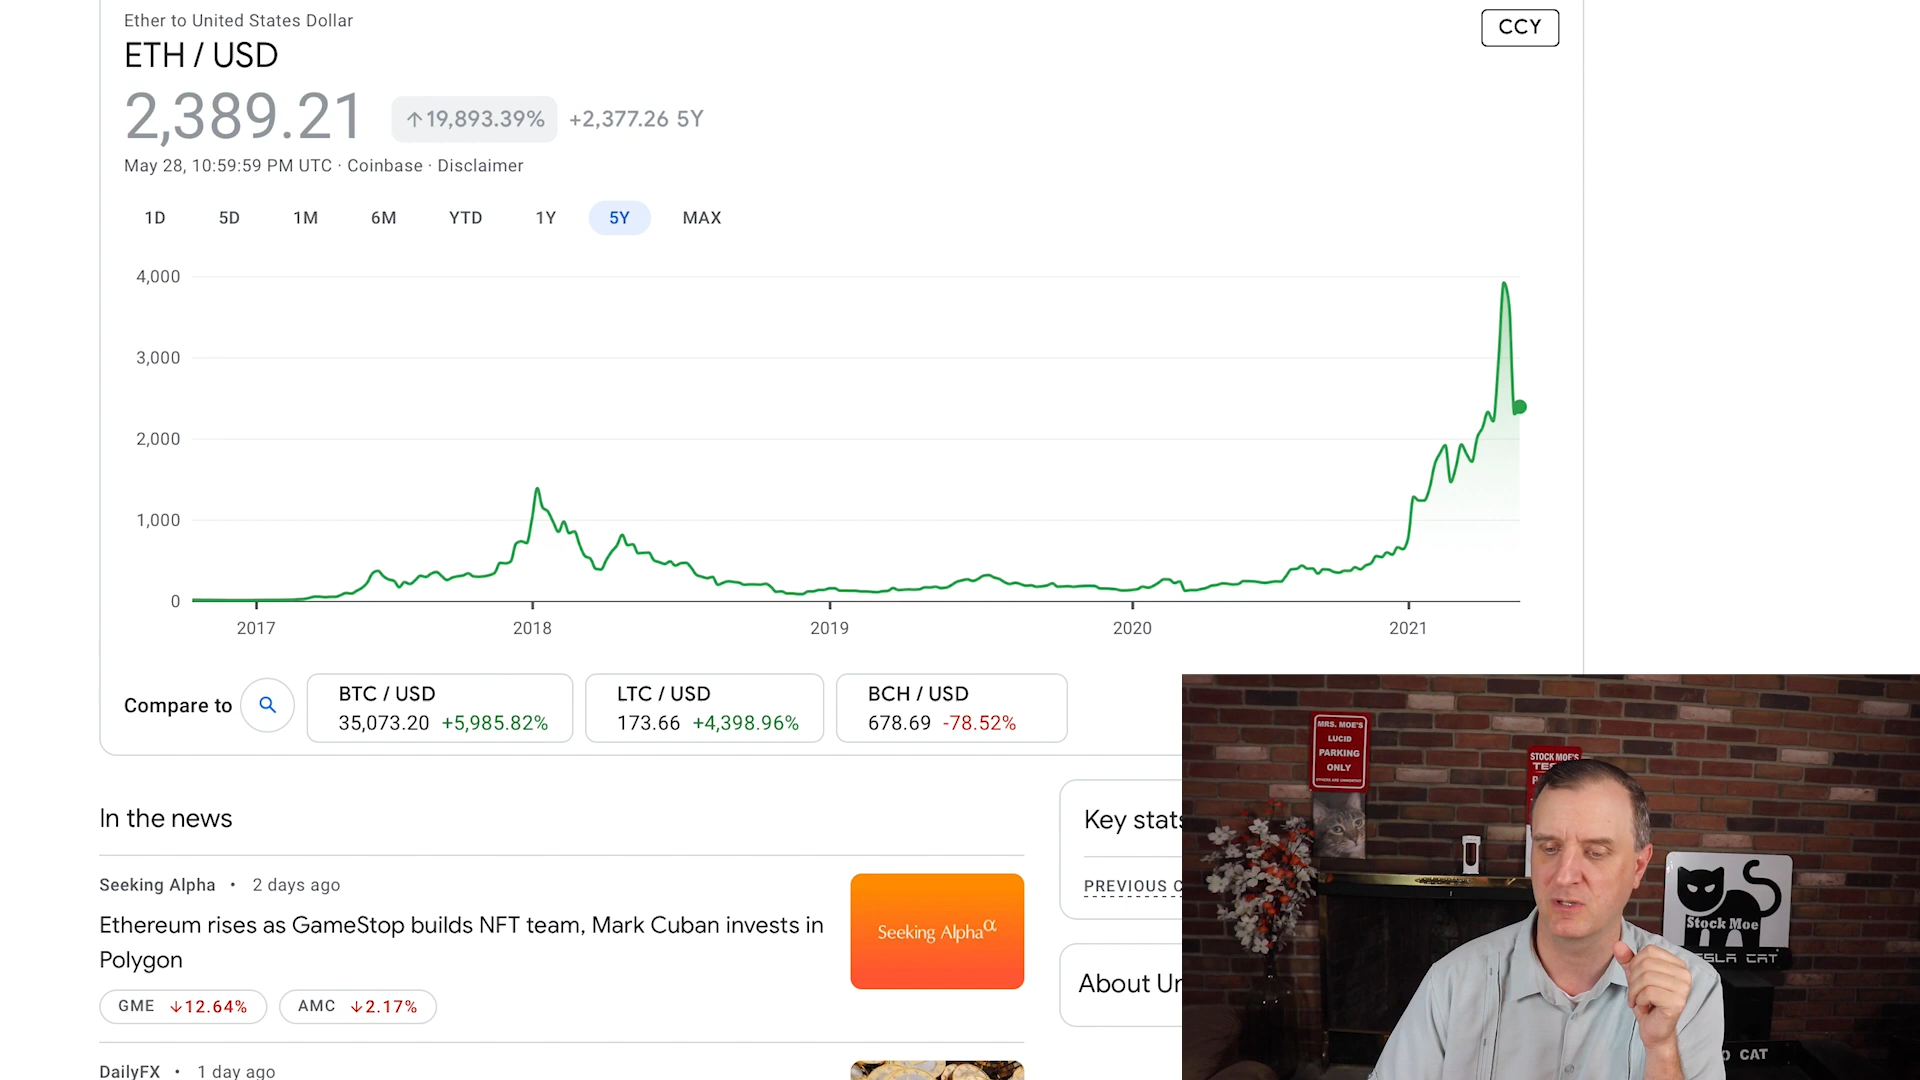 Ether to United States Dollar
CCY
ETH / USD
2,389.21 ↑19,893.39% +2,377.26 5Y
May 28, 10:59:59 PM UTC · Coinbase · Disclaimer
1D 5D 1M 6M YTD 1Y 5Y MAX
4,000
3,000
2,000
1,000
0
2017 2018 2019 2020 2021
Compare to
BTC / USD
35,073.20 +5,985.82%
LTC / USD
173.66 +4,398.96%
BCH / USD
678.69 -78.52%
In the news
Seeking Alpha • 2 days ago
Ethereum rises as GameStop builds NFT team, Mark Cuban invests in
Polygon
Seeking Alpha α
GME ↓12.64% AMC ↓2.17%
DailyFX • 1 day ago
Key stats
PREVIOUS C
About Un
MRS. MOE'S
LUCID
PARKING
ONLY
STOCK MOE'S
TES
Stock Moe
SLA CAT
O CAT